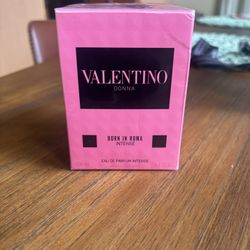 VALENTINO
DONNA
BORN IN ROMA
INTENSE
EAU DE PARFUM INTENSE